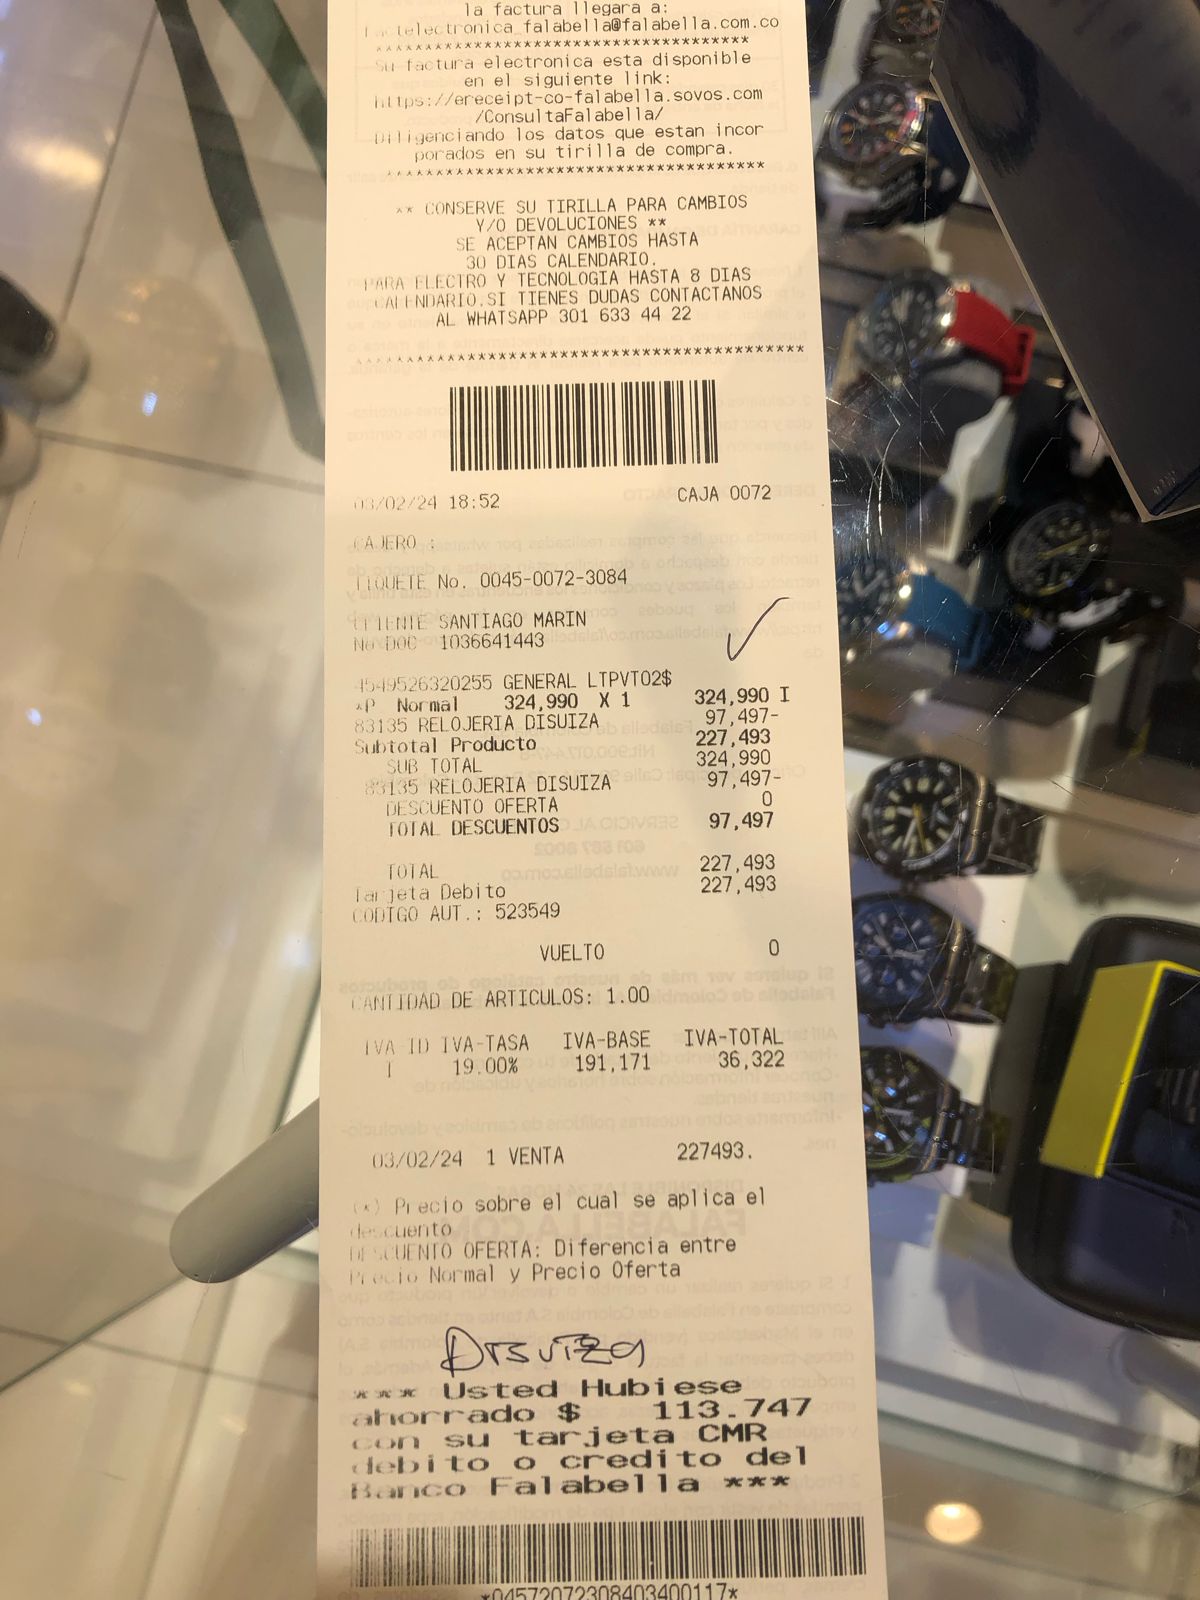 la factura llegara a:
factelectronica_falabella@falabella.com.co
****************************************
Su factura electronica esta disponible
en el siguiente link:
https://ereceipt-co-falabella.sovos.com
/ConsultaFalabella/
Diligenciando los datos que estan incor
porados en su tirilla de compra.
****************************************
** CONSERVE SU TIRILLA PARA CAMBIOS
Y/O DEVOLUCIONES **
SE ACEPTAN CAMBIOS HASTA
30 DIAS CALENDARIO.
PARA ELECTRO Y TECNOLOGIA HASTA 8 DIAS
CALENDARIO.SI TIENES DUDAS CONTACTANOS
AL WHATSAPP 301 633 44 22
****************************************
03/02/24 18:52 CAJA 0072
CAJERO :
TIQUETE No. 0045-0072-3084
CLIENTE SANTIAGO MARIN
No DOC 1036641443
4549526320255 GENERAL LTPVT02$
*P Normal 324,990 X 1 324,990 I
83135 RELOJERIA DISUIZA 97,497-
Subtotal Producto 227,493
SUB TOTAL 324,990
83135 RELOJERIA DISUIZA 97,497-
DESCUENTO OFERTA 0
TOTAL DESCUENTOS 97,497
TOTAL 227,493
Tarjeta Debito 227,493
CODIGO AUT.: 523549
VUELTO 0
CANTIDAD DE ARTICULOS: 1.00
IVA-ID IVA-TASA IVA-BASE IVA-TOTAL
I 19.00% 191,171 36,322
03/02/24 1 VENTA 227493.
(*) Precio sobre el cual se aplica el
descuento
DESCUENTO OFERTA: Diferencia entre
Precio Normal y Precio Oferta
Disuiza
*** Usted Hubiese
ahorrado $ 113.747
con su tarjeta CMR
debito o credito del
Banco Falabella ***
*04572072308403400117*